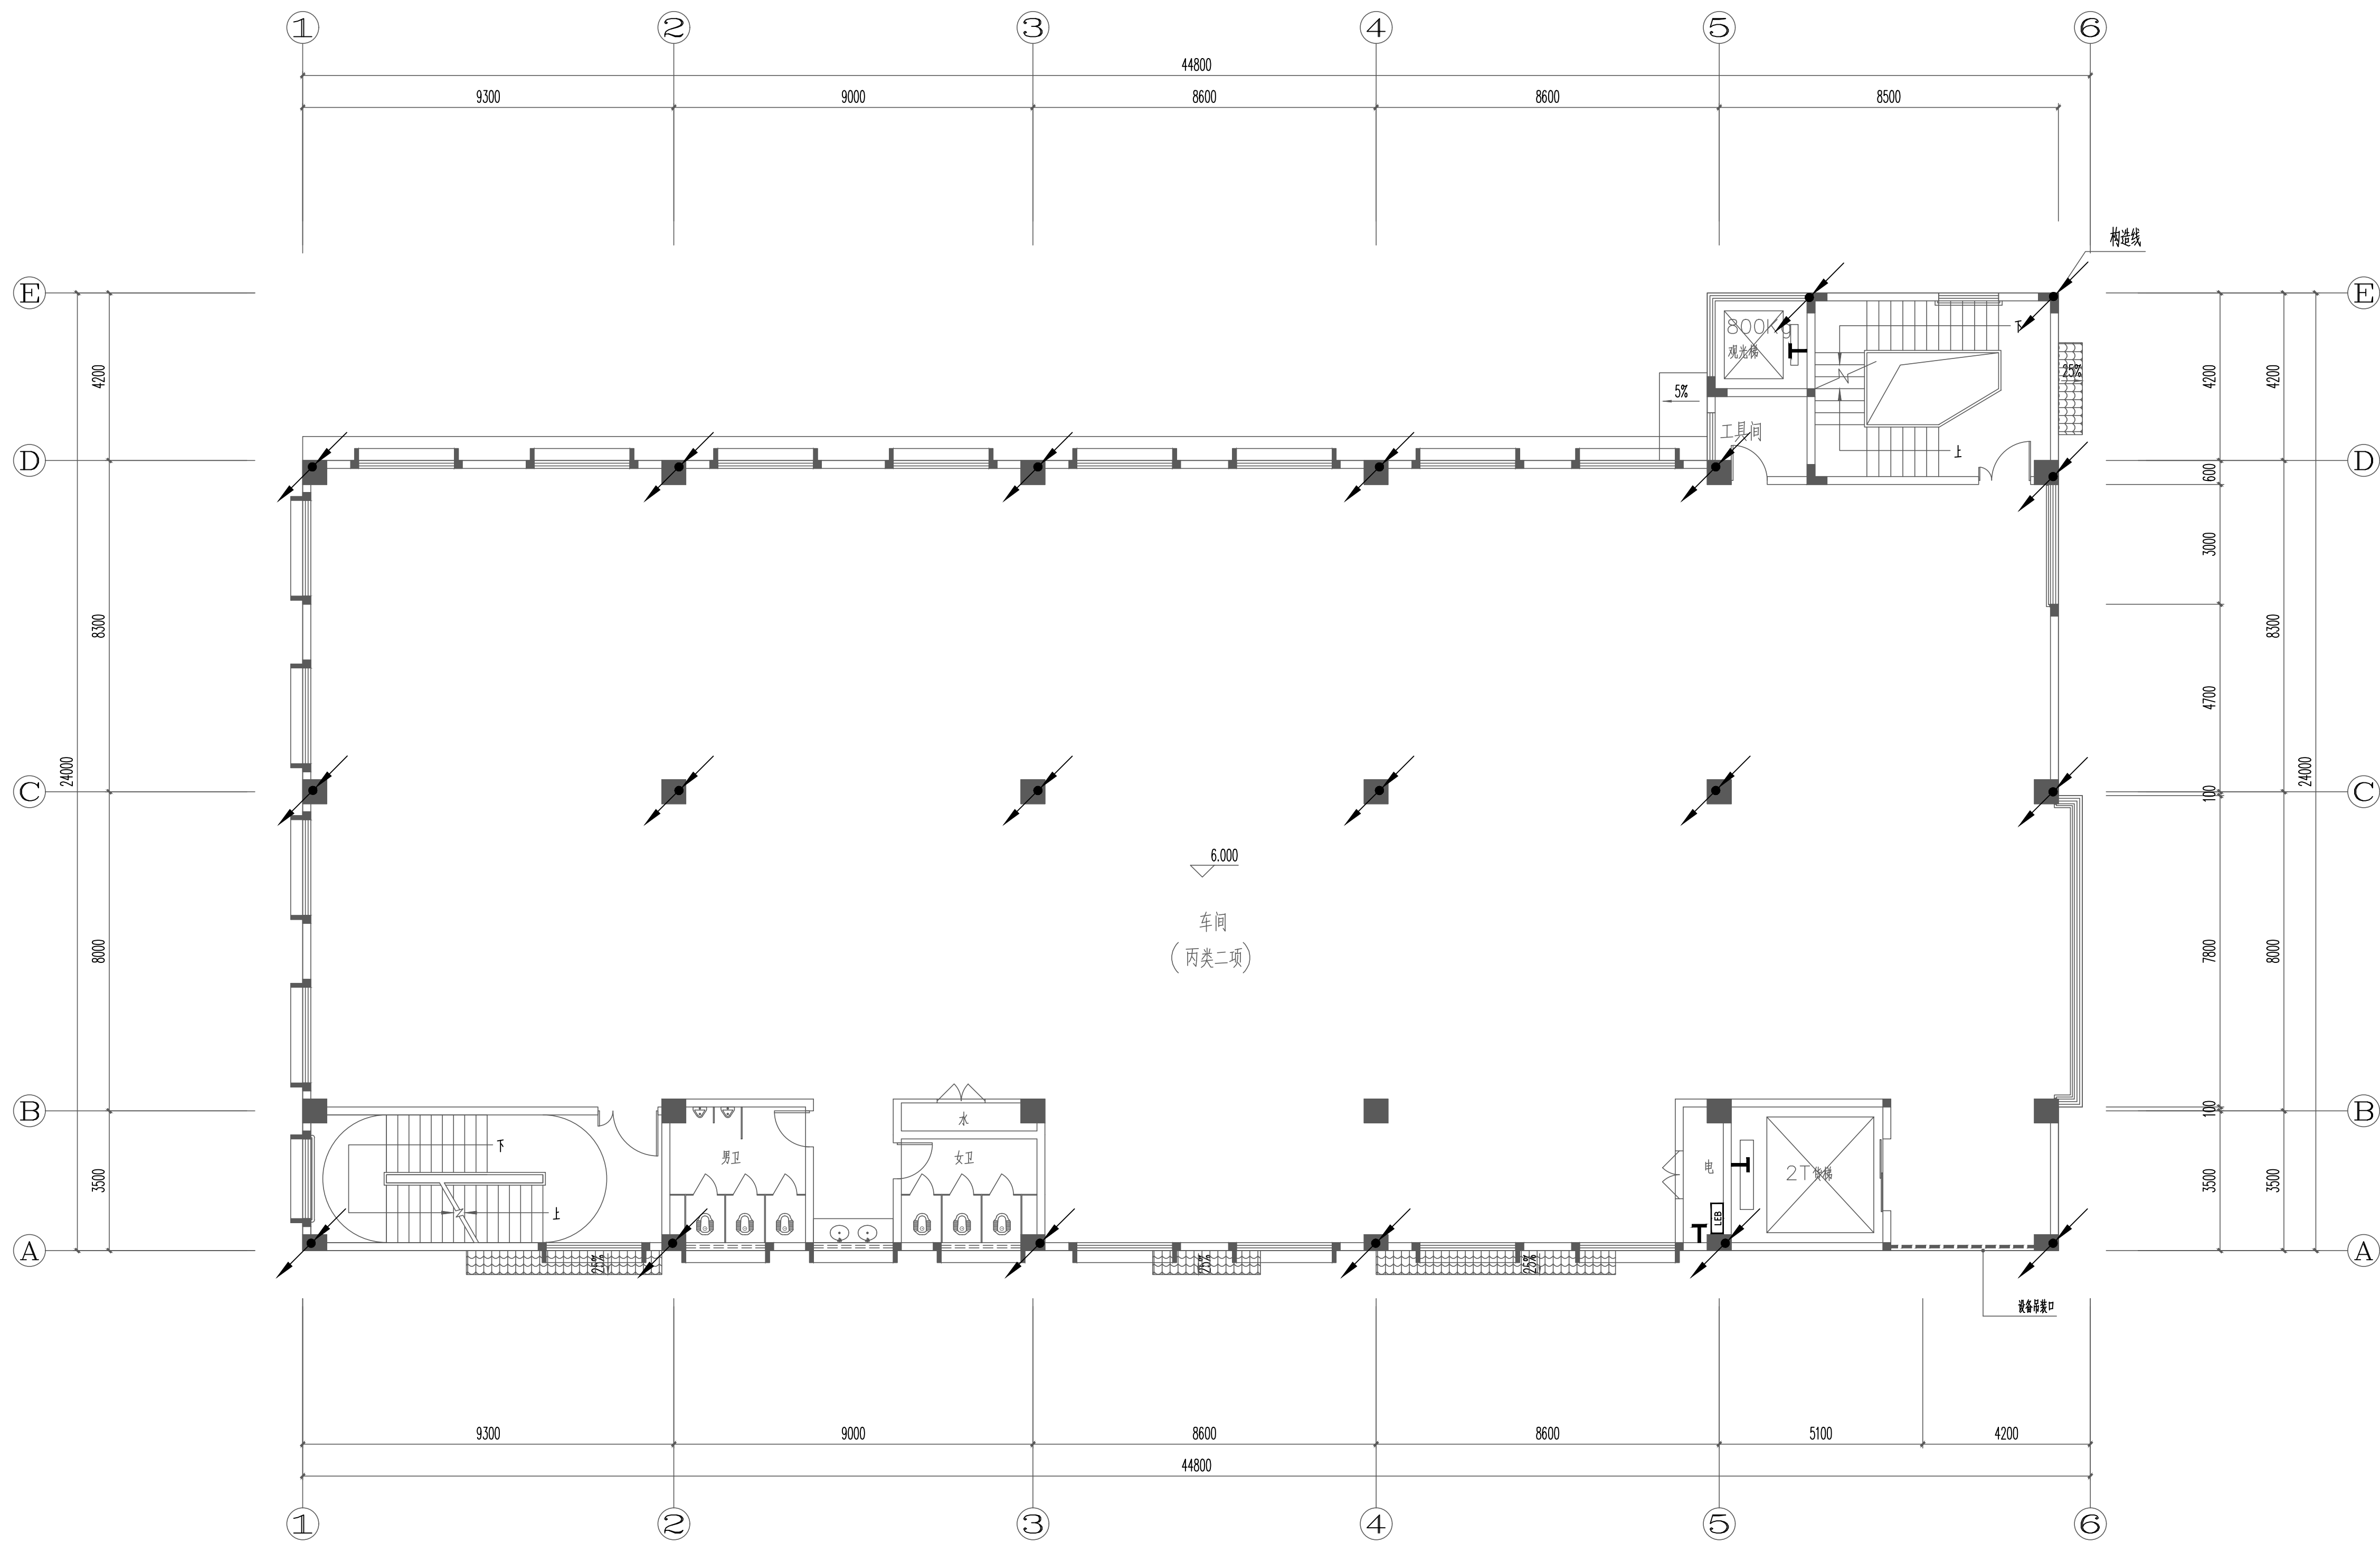 1 2 3 4 5 6
44800
9300 9000 8600 8600 8500
构造线
E E
800Kg
观光梯
下
25%
4200 4200 4200
5%
工具间
上
D D
600
3000
8300 8300
4700
24000 24000
C C
100
6.000
车间
(丙类二项)
8000 7800 8000
B B
100
水
下
男卫 女卫
电
2T货梯
3500 3500 3500
上
LEB
A A
25% 25% 25%
设备吊装口
9300 9000 8600 8600 5100 4200
44800
1 2 3 4 5 6